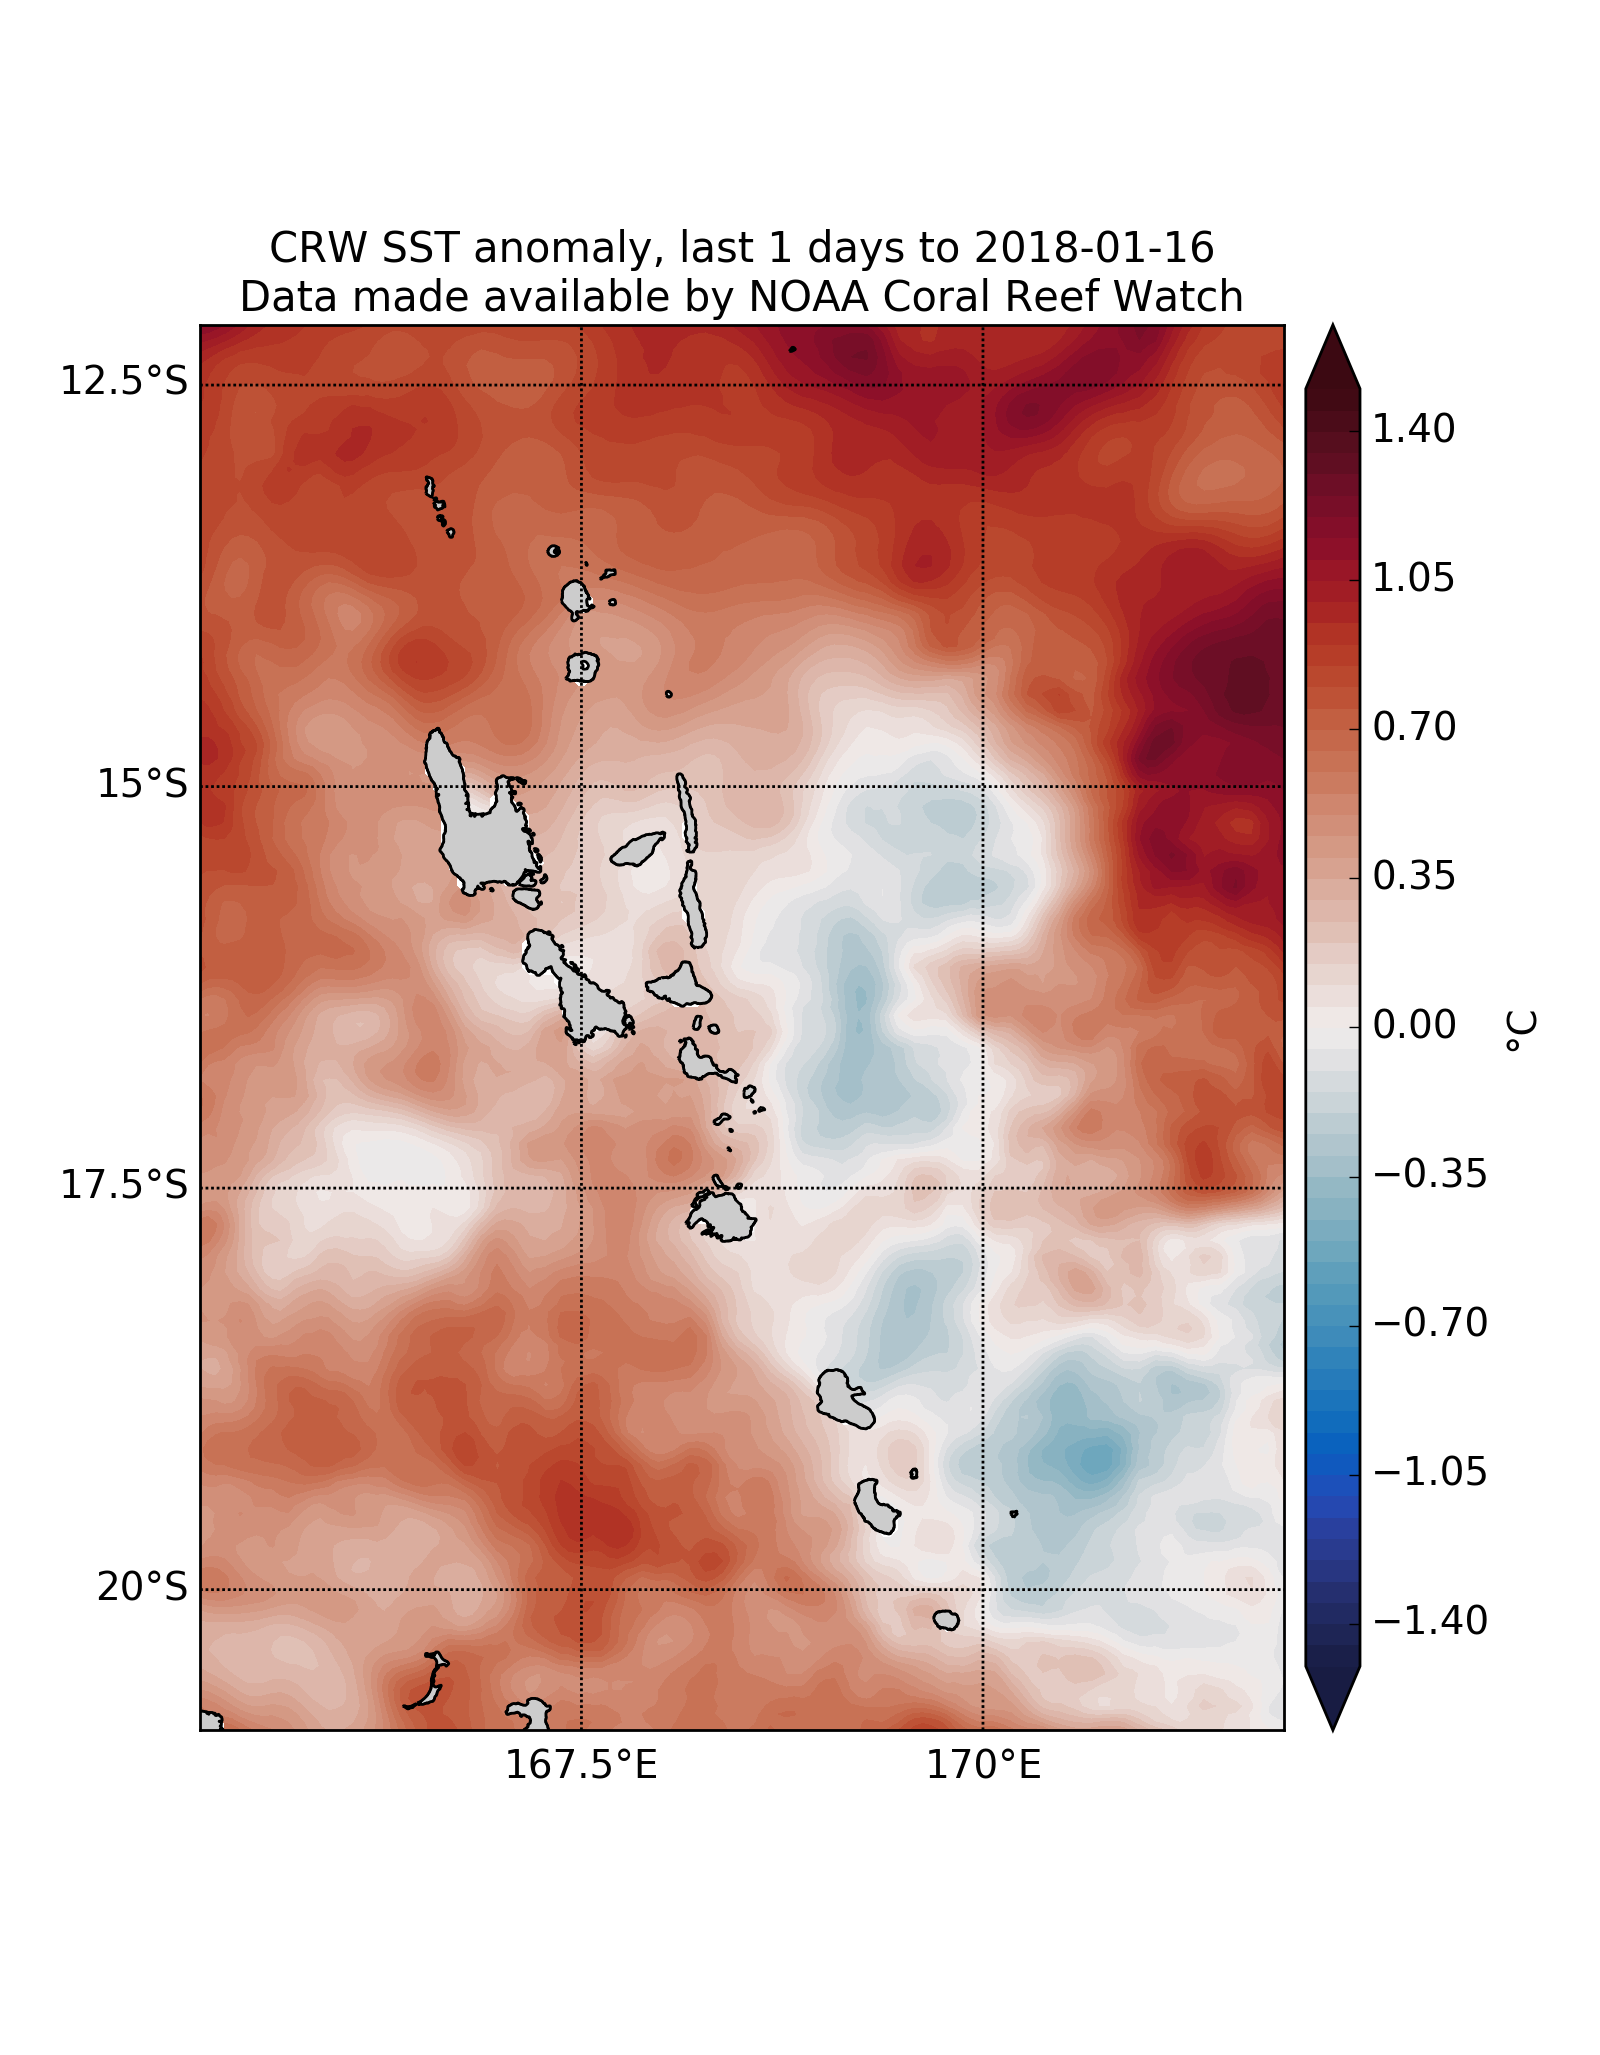 CRW SST anomaly, last 1 days to 2018-01-16
Data made available by NOAA Coral Reef Watch
12.5°S
15°S
17.5°S
20°S
167.5°E
170°E
1.40
1.05
0.70
0.35
0.00
−0.35
−0.70
−1.05
−1.40
°C